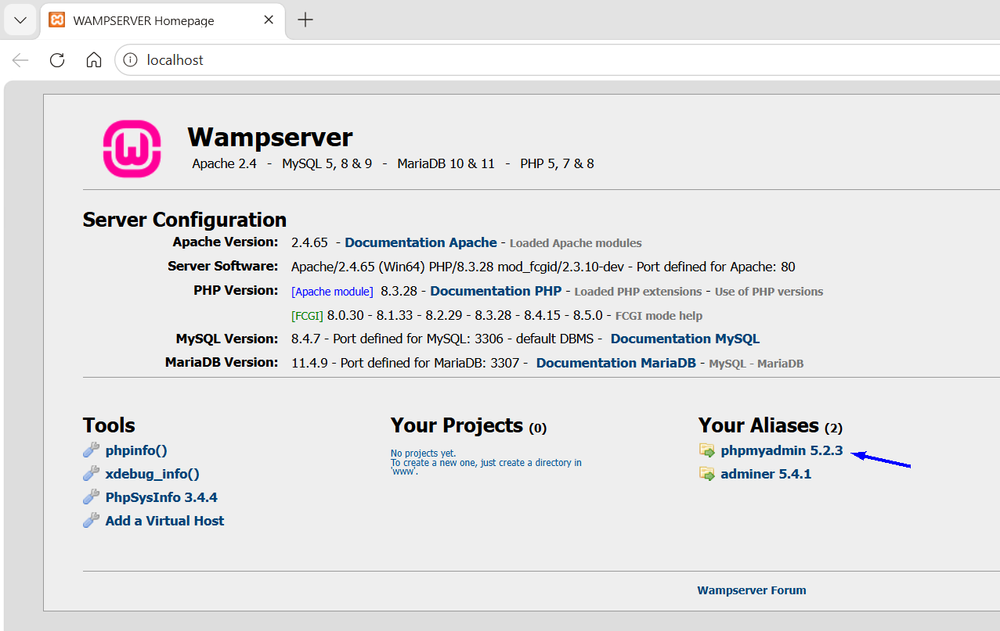 WAMPSERVER Homepage
localhost
Wampserver
Apache 2.4 - MySQL 5, 8 & 9 - MariaDB 10 & 11 - PHP 5, 7 & 8
Server Configuration
Apache Version: 2.4.65 - Documentation Apache - Loaded Apache modules
Server Software: Apache/2.4.65 (Win64) PHP/8.3.28 mod_fcgid/2.3.10-dev - Port defined for Apache: 80
PHP Version: [Apache module] 8.3.28 - Documentation PHP - Loaded PHP extensions - Use of PHP versions
[FCGI] 8.0.30 - 8.1.33 - 8.2.29 - 8.3.28 - 8.4.15 - 8.5.0 - FCGI mode help
MySQL Version: 8.4.7 - Port defined for MySQL: 3306 - default DBMS - Documentation MySQL
MariaDB Version: 11.4.9 - Port defined for MariaDB: 3307 - Documentation MariaDB - MySQL - MariaDB
Tools
phpinfo()
xdebug_info()
PhpSysInfo 3.4.4
Add a Virtual Host
Your Projects (0)
No projects yet.
To create a new one, just create a directory in
'www'.
Your Aliases (2)
phpmyadmin 5.2.3
adminer 5.4.1
Wampserver Forum